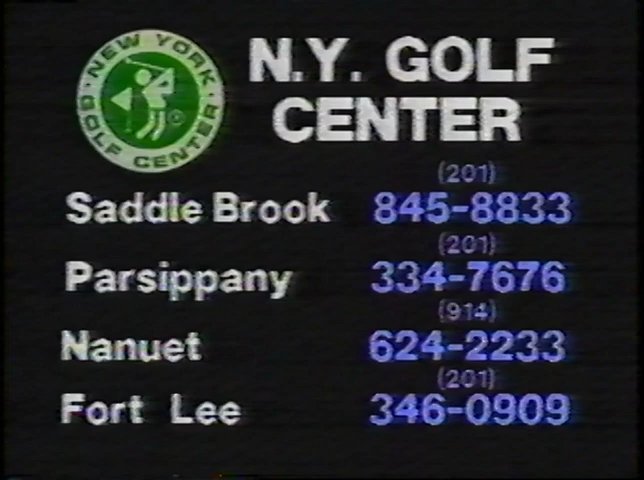 NEW YORK
GOLF CENTER
N.Y. GOLF
CENTER
(201)
Saddle Brook 845-8833
(201)
Parsippany 334-7676
(914)
Nanuet 624-2233
(201)
Fort Lee 346-0909